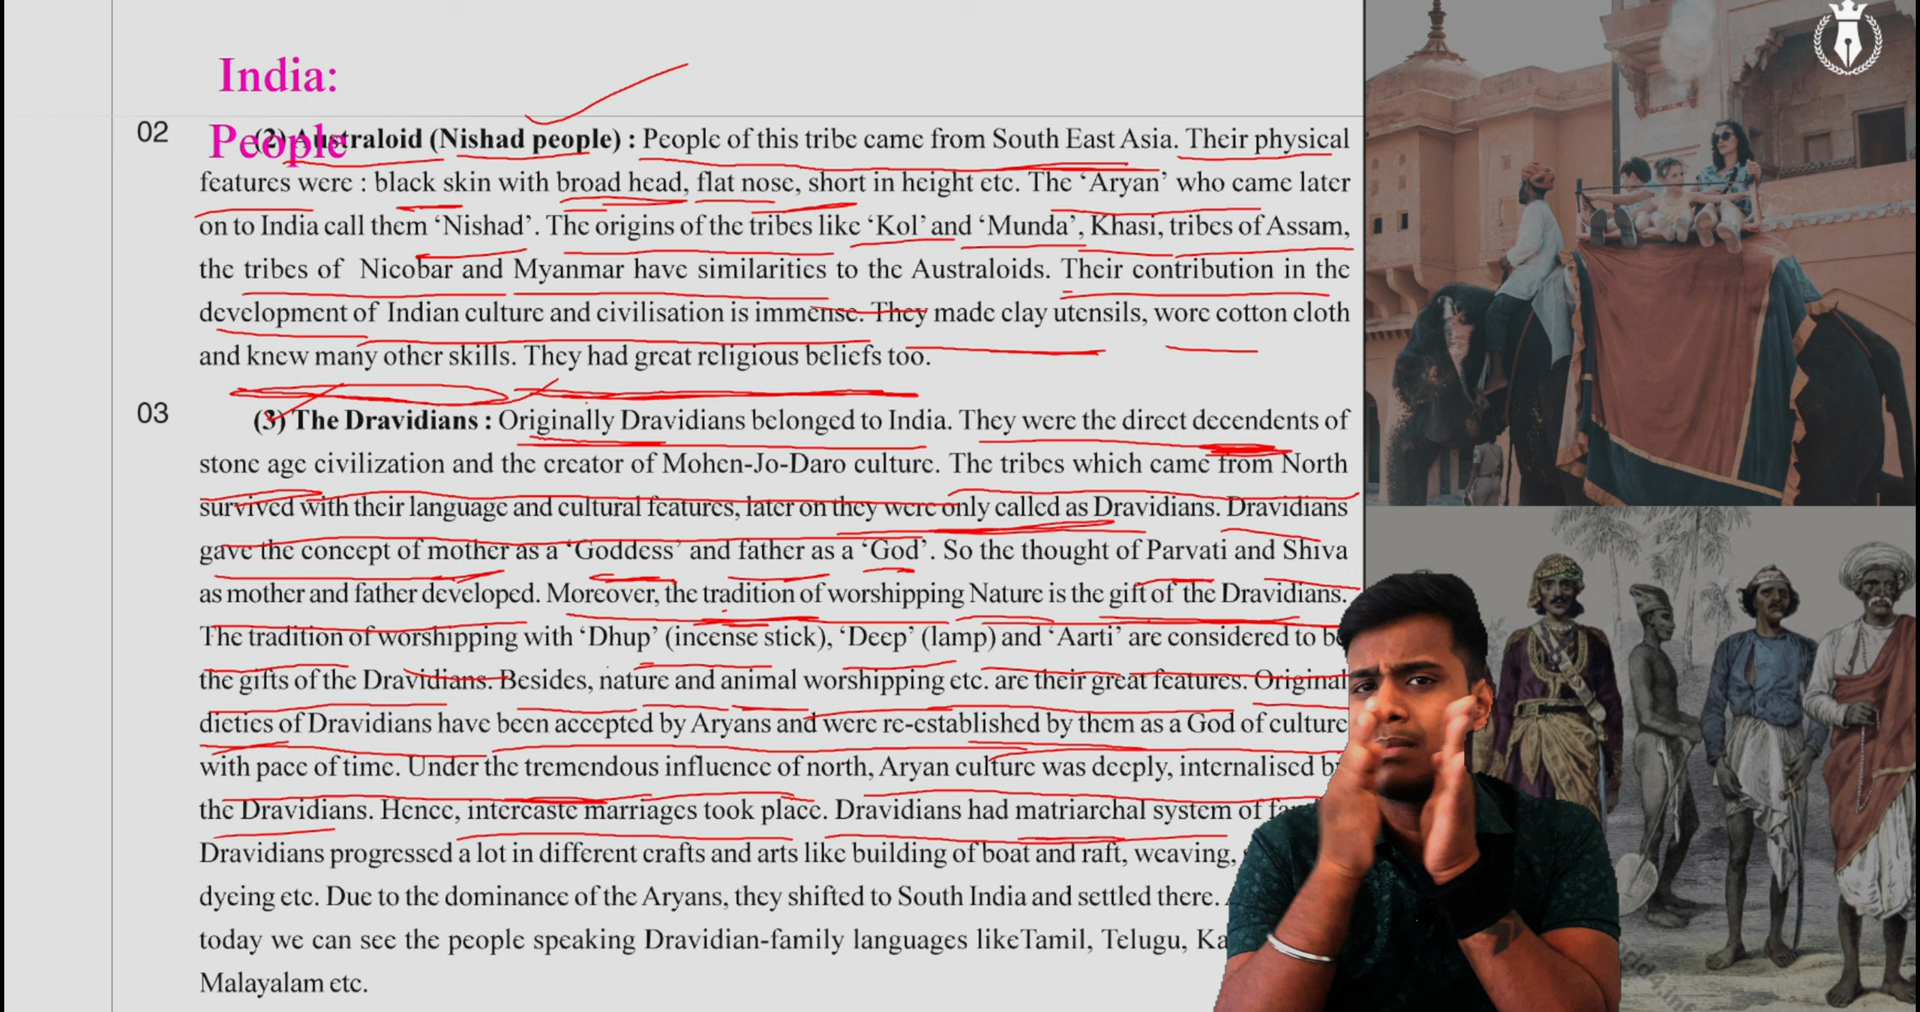 India:
People
02
(2) Australoid (Nishad people) : People of this tribe came from South East Asia. Their physical
features were : black skin with broad head, flat nose, short in height etc. The ‘Aryan’ who came later
on to India call them ‘Nishad’. The origins of the tribes like ‘Kol’ and ‘Munda’, Khasi, tribes of Assam,
the tribes of Nicobar and Myanmar have similarities to the Australoids. Their contribution in the
development of Indian culture and civilisation is immense. They made clay utensils, wore cotton cloth
and knew many other skills. They had great religious beliefs too.
03
(3) The Dravidians : Originally Dravidians belonged to India. They were the direct decendents of
stone age civilization and the creator of Mohen-Jo-Daro culture. The tribes which came from North
survived with their language and cultural features, later on they were only called as Dravidians. Dravidians
gave the concept of mother as a ‘Goddess’ and father as a ‘God’. So the thought of Parvati and Shiva
as mother and father developed. Moreover, the tradition of worshipping Nature is the gift of the Dravidians.
The tradition of worshipping with ‘Dhup’ (incense stick), ‘Deep’ (lamp) and ‘Aarti’ are considered to be
the gifts of the Dravidians. Besides, nature and animal worshipping etc. are their great features. Original
dieties of Dravidians have been accepted by Aryans and were re-established by them as a God of culture
with pace of time. Under the tremendous influence of north, Aryan culture was deeply, internalised
the Dravidians. Hence, intercaste marriages took place. Dravidians had matriarchal system of
Dravidians progressed a lot in different crafts and arts like building of boat and raft, weaving,
dyeing etc. Due to the dominance of the Aryans, they shifted to South India and settled there.
today we can see the people speaking Dravidian-family languages likeTamil, Telugu,
Malayalam etc.